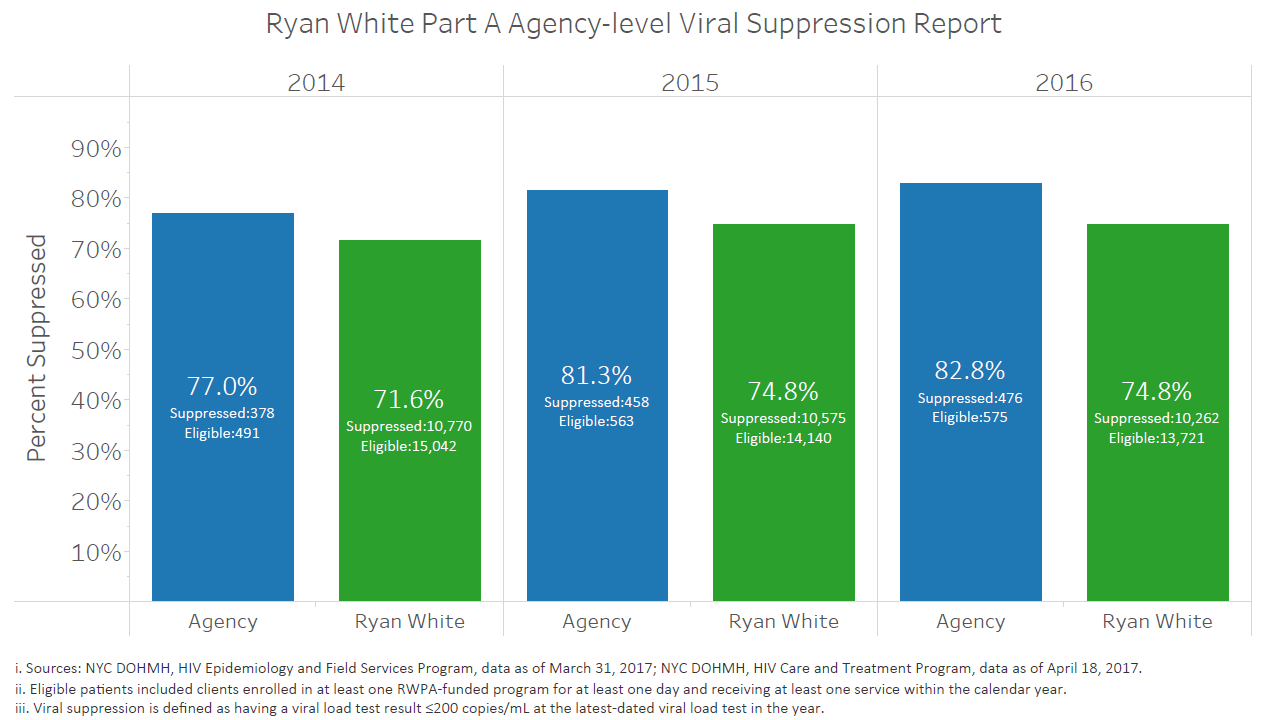 Ryan White Part A Agency-level Viral Suppression Report
2014
2015
2016
Percent Suppressed
90%
80%
70%
60%
50%
40%
30%
20%
10%
77.0%
Suppressed:378
Eligible:491
71.6%
Suppressed:10,770
Eligible:15,042
81.3%
Suppressed:458
Eligible:563
74.8%
Suppressed:10,575
Eligible:14,140
82.8%
Suppressed:476
Eligible:575
74.8%
Suppressed:10,262
Eligible:13,721
Agency
Ryan White
Agency
Ryan White
Agency
Ryan White
i. Sources: NYC DOHMH, HIV Epidemiology and Field Services Program, data as of March 31, 2017; NYC DOHMH, HIV Care and Treatment Program, data as of April 18, 2017.
ii. Eligible patients included clients enrolled in at least one RWPA-funded program for at least one day and receiving at least one service within the calendar year.
iii. Viral suppression is defined as having a viral load test result ≤200 copies/mL at the latest-dated viral load test in the year.